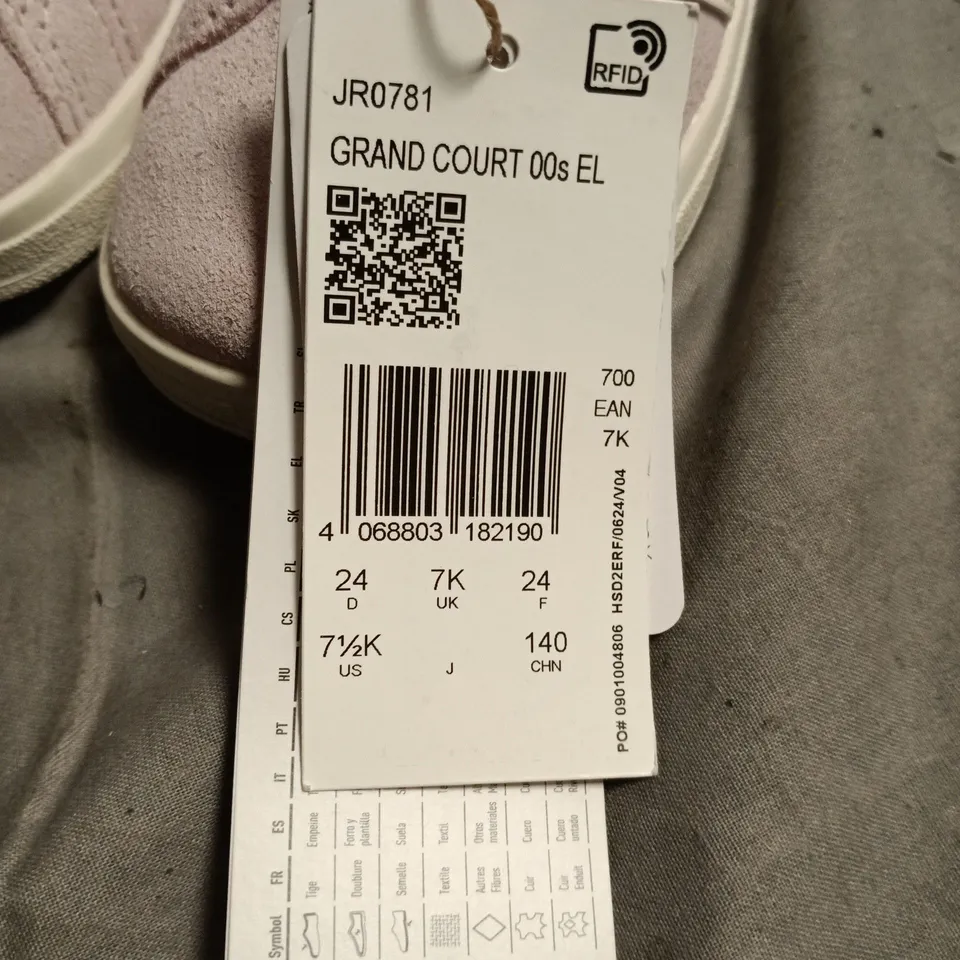 RFID
JR0781
GRAND COURT 00s EL
700
EAN
7K
4 068803 182190
24 7K 24
D UK F
7½K 140
US J CHN
PO# 0901004806 HSD2ERF/0624/V04
TR
EL
SK
PL
CS
HU
PT
IT
ES Empeine Forro y plantilla Suela Textil Otros materiales Cuero Cuero untado
FR Tige Doublure Semelle Textile Autres Fibres Cuir Cuir Enduit
Symbol